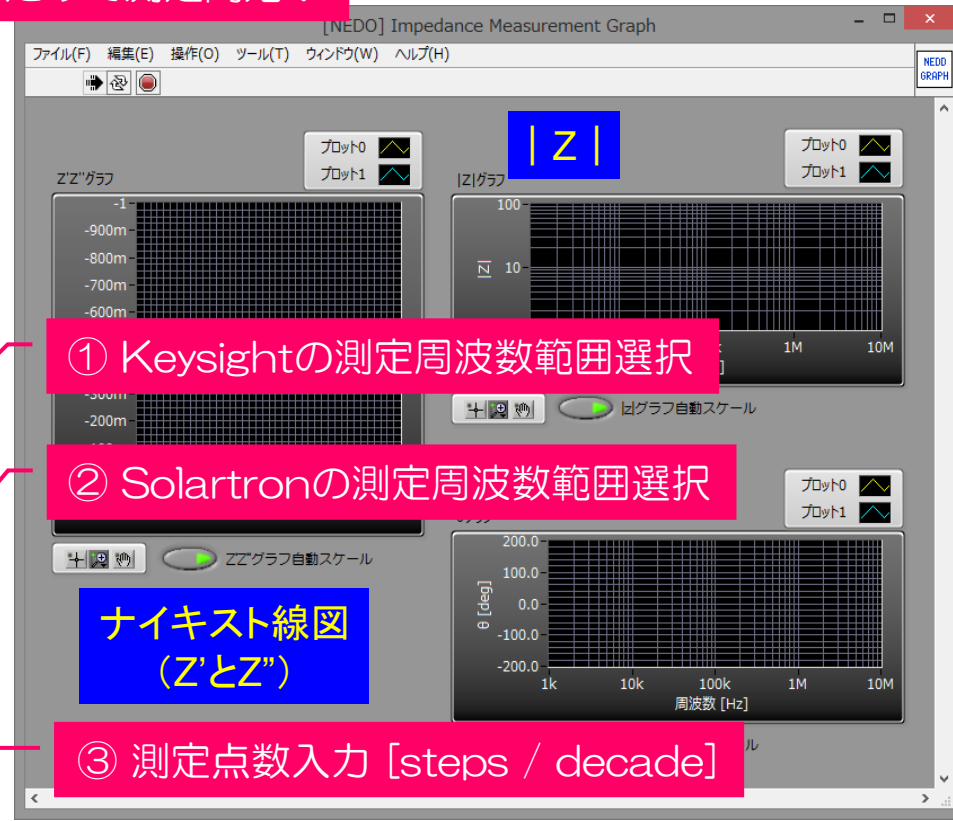 [NEDO] Impedance Measurement Graph
ファイル(F) 編集(E) 操作(O) ツール(T) ウィンドウ(W) ヘルプ(H)
NEDO
GRAPH
プロット0
プロット1
Z'Z"グラフ
-1
-900m
-800m
-700m
-600m
-200m
Z'Z"グラフ自動スケール
| Z |
プロット0
プロット1
|Z|グラフ
100
|Z|
10
1M
10M
|z|グラフ自動スケール
① Keysightの測定周波数範囲選択
② Solartronの測定周波数範囲選択
プロット0
プロット1
200.0
100.0
0.0
-100.0
-200.0
θ [deg]
1k 10k 100k 1M 10M
周波数 [Hz]
ナイキスト線図
（Z’とZ”）
③ 測定点数入力 [steps / decade]